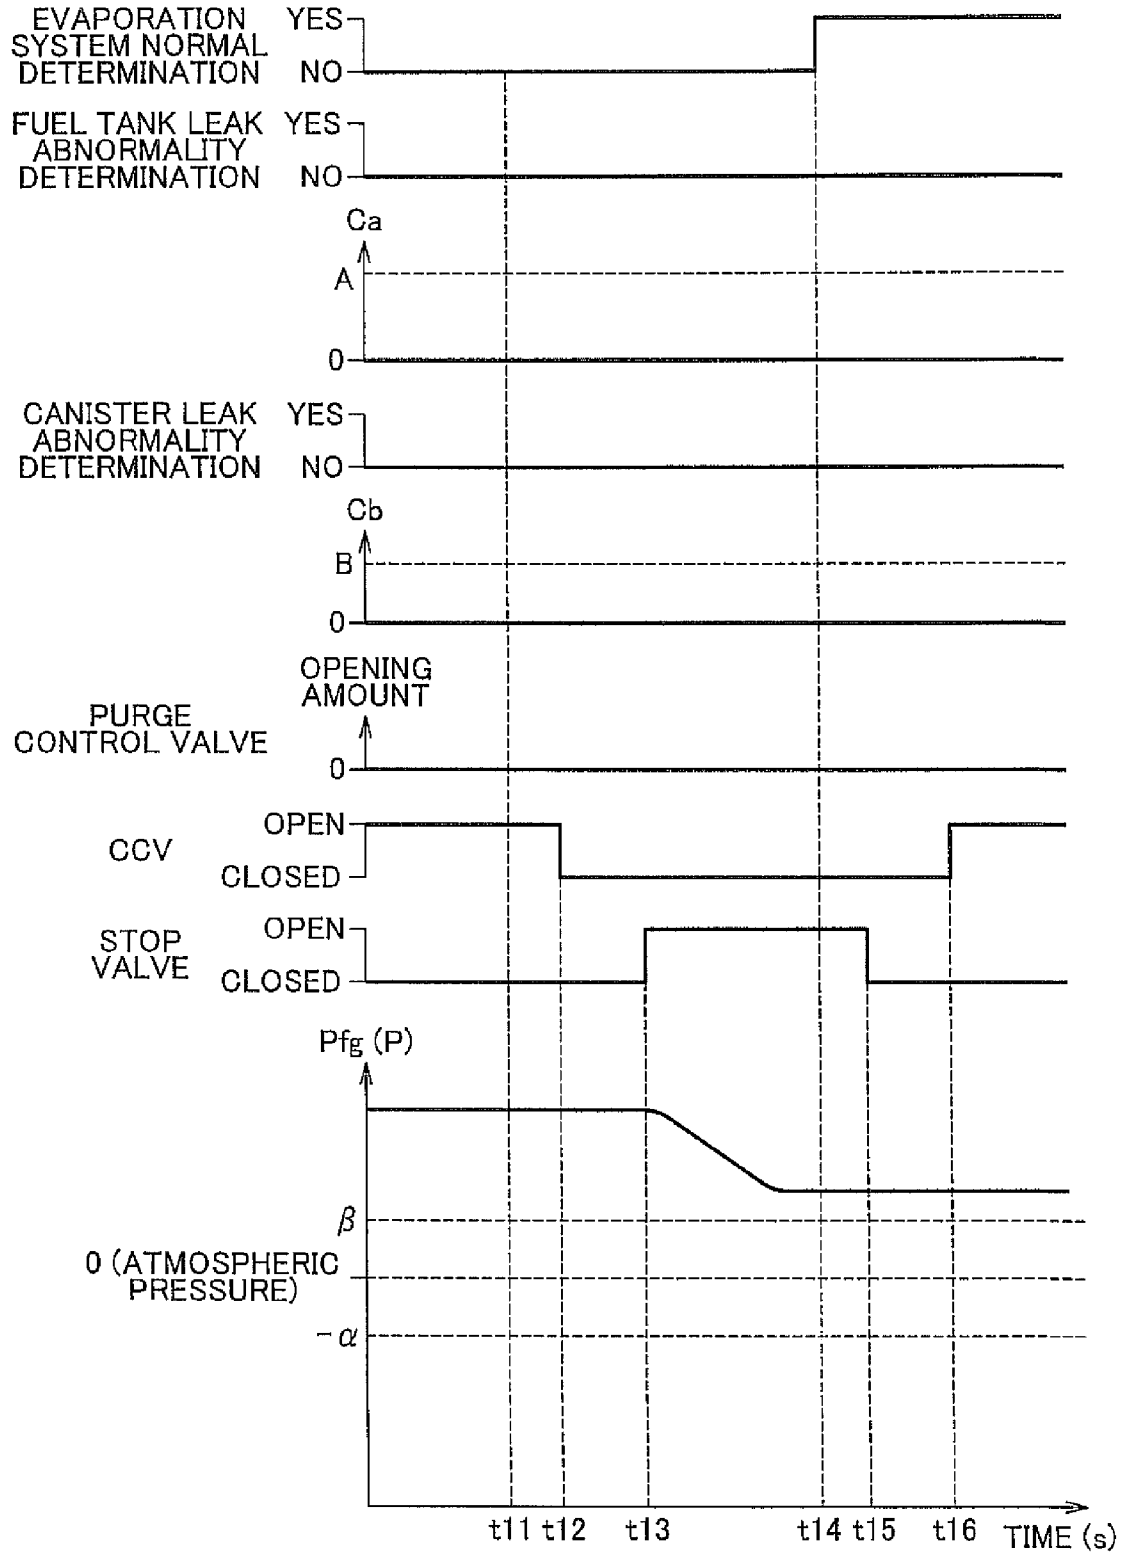 EVAPORATION
SYSTEM NORMAL
DETERMINATION
YES
NO
FUEL TANK LEAK
ABNORMALITY
DETERMINATION
YES
NO
Ca
A
0
CANISTER LEAK
ABNORMALITY
DETERMINATION
YES
NO
Cb
B
0
OPENING
AMOUNT
PURGE
CONTROL VALVE
0
CCV
OPEN
CLOSED
STOP
VALVE
OPEN
CLOSED
Pfg (P)
β
0 (ATMOSPHERIC
PRESSURE)
-α
t11 t12 t13 t14 t15 t16 TIME (s)